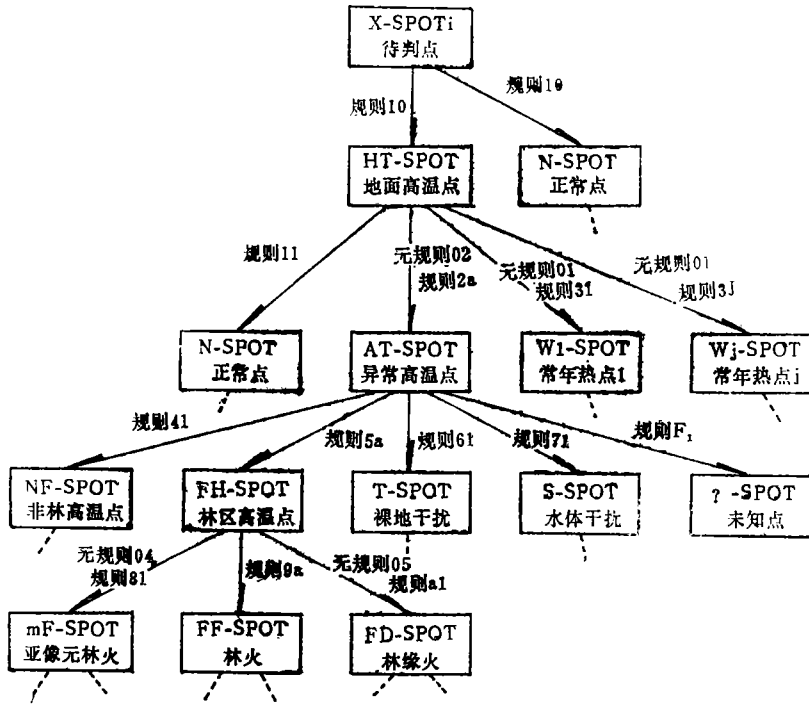 X-SPOTi
待判点
规则10
规则10
HT-SPOT
地面高温点
N-SPOT
正常点
规则11
无规则02
规则2a
无规则01
规则31
无规则01
规则3J
N-SPOT
正常点
AT-SPOT
异常高温点
W1-SPOT
常年热点1
Wj-SPOT
常年热点j
规则41
规则5a
规则61
规则71
规则F₁
NF-SPOT
非林高温点
FH-SPOT
林区高温点
T-SPOT
裸地干扰
S-SPOT
水体干扰
?-SPOT
未知点
无规则04
规则81
规则9a
无规则05
规则a1
mF-SPOT
亚像元林火
FF-SPOT
林火
FD-SPOT
林缘火